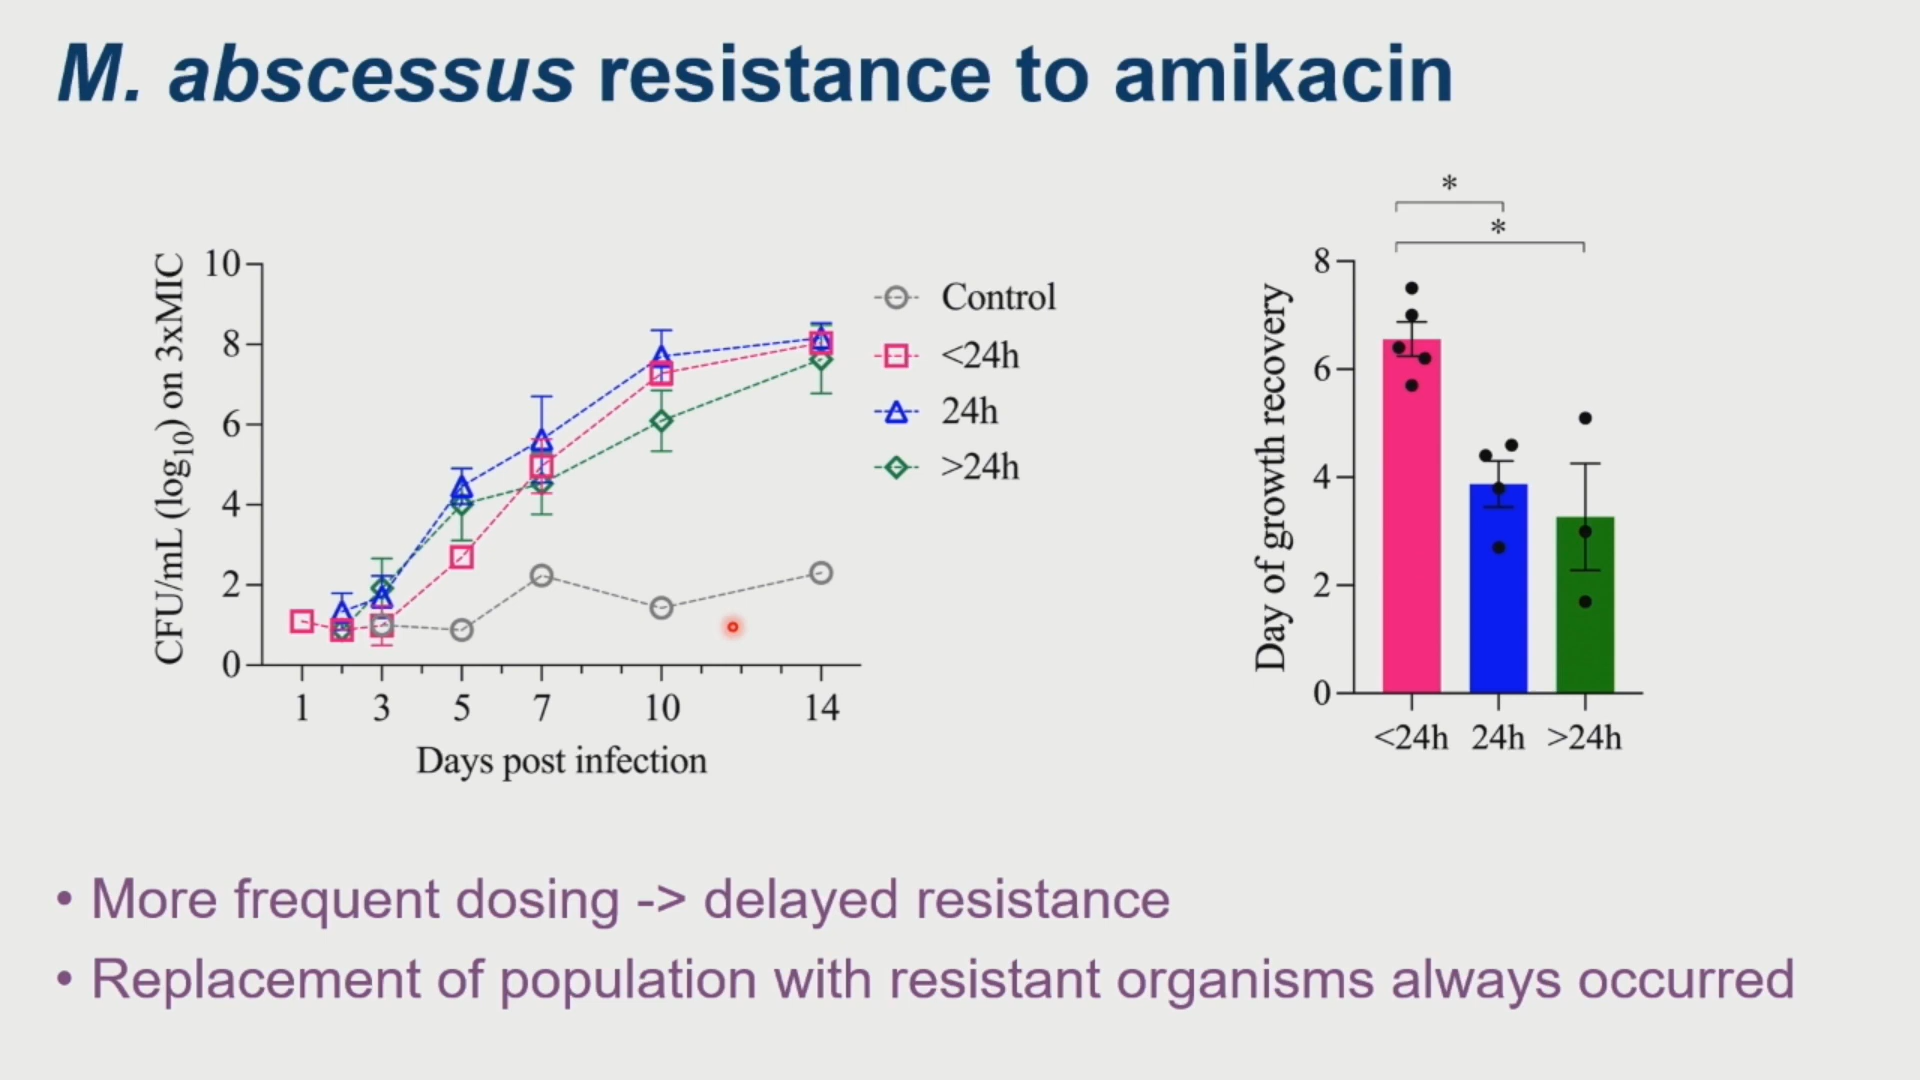 M. abscessus resistance to amikacin
CFU/mL (log10) on 3xMIC
10
8
6
4
2
0
1 3 5 7 10 14
Days post infection
Control
<24h
24h
>24h
*
*
Day of growth recovery
8
6
4
2
0
<24h 24h >24h
• More frequent dosing -> delayed resistance
• Replacement of population with resistant organisms always occurred